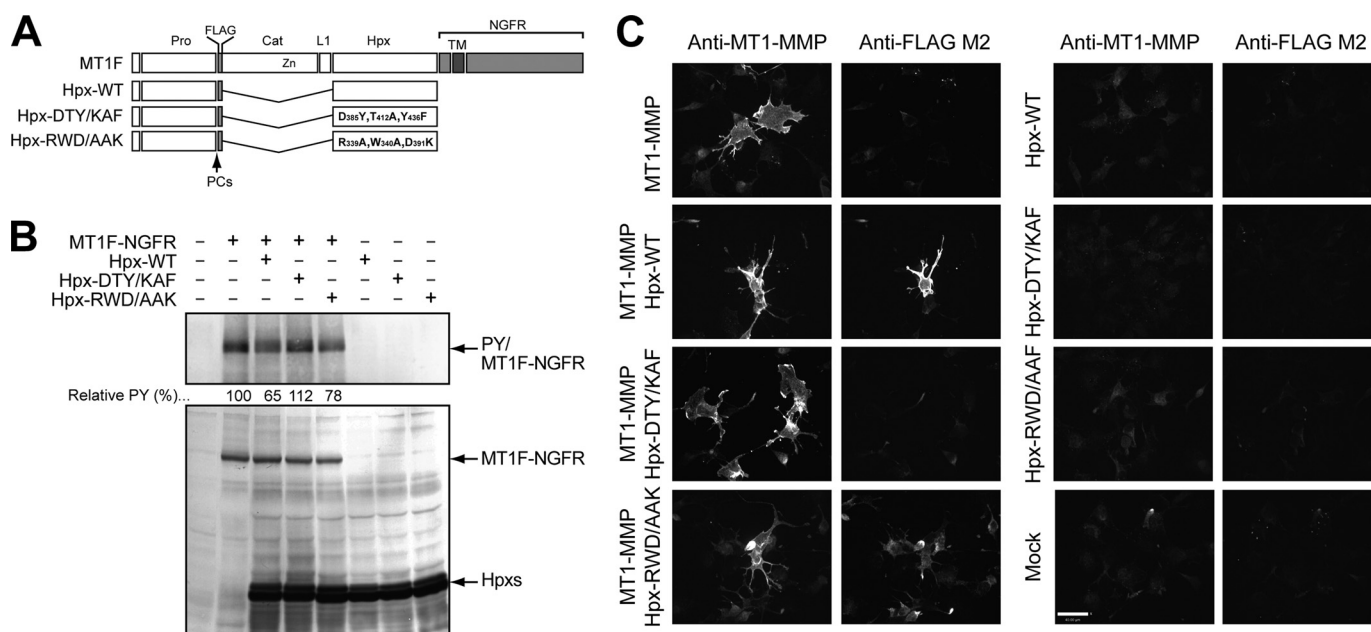 A
NGFR
FLAG
Pro
Cat
L1
Hpx
TM
MT1F
Zn
Hpx-WT
Hpx-DTY/KAF
D385Y,T412A,Y436F
Hpx-RWD/AAK
R339A,W340A,D391K
PCs
B
MT1F-NGFR – + + + + – – –
Hpx-WT – – + – – + – –
Hpx-DTY/KAF – – – + – – + –
Hpx-RWD/AAK – – – – + – – +
PY/
MT1F-NGFR
Relative PY (%)... 100 65 112 78
MT1F-NGFR
Hpxs
C
Anti-MT1-MMP Anti-FLAG M2 Anti-MT1-MMP Anti-FLAG M2
MT1-MMP
Hpx-WT
MT1-MMP
Hpx-WT
Hpx-DTY/KAF
MT1-MMP
Hpx-DTY/KAF
Hpx-RWD/AAF
MT1-MMP
Hpx-RWD/AAK
Mock